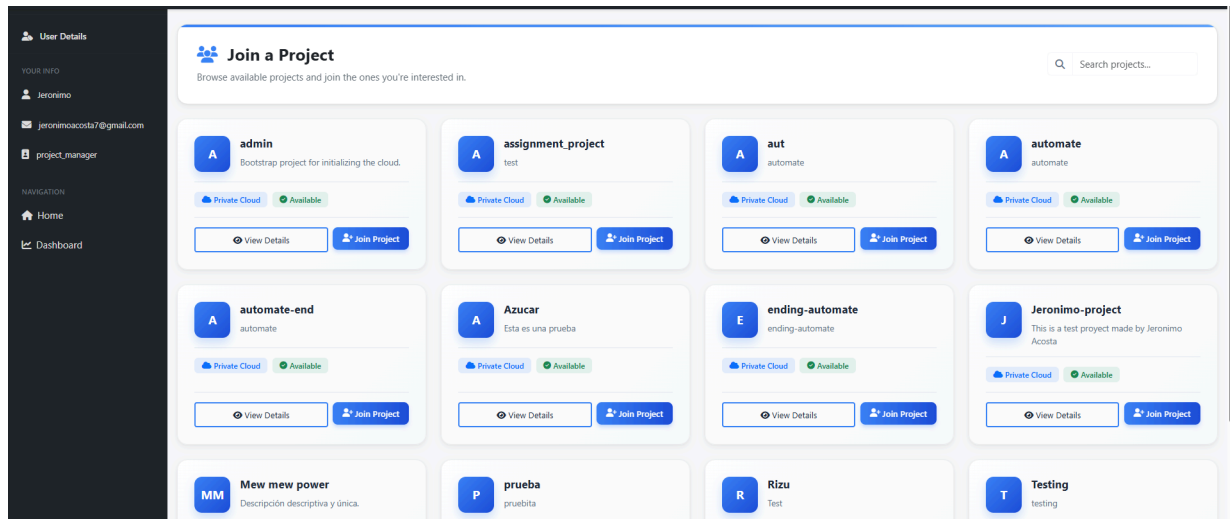 User Details
YOUR INFO
Jeronimo
jeronimoacosta7@gmail.com
project_manager
NAVIGATION
Home
Dashboard
Join a Project
Browse available projects and join the ones you're interested in.
Search projects...
A
admin
Bootstrap project for initializing the cloud.
Private Cloud
Available
View Details
Join Project
A
assignment_project
test
Private Cloud
Available
View Details
Join Project
A
aut
automate
Private Cloud
Available
View Details
Join Project
A
automate
automate
Private Cloud
Available
View Details
Join Project
A
automate-end
automate
Private Cloud
Available
View Details
Join Project
A
Azucar
Esta es una prueba
Private Cloud
Available
View Details
Join Project
E
ending-automate
ending-automate
Private Cloud
Available
View Details
Join Project
J
Jeronimo-project
This is a test proyect made by Jeronimo
Acosta
Private Cloud
Available
View Details
Join Project
MM
Mew mew power
Descripción descriptiva y única.
P
prueba
pruebita
R
Rizu
Test
T
Testing
testing